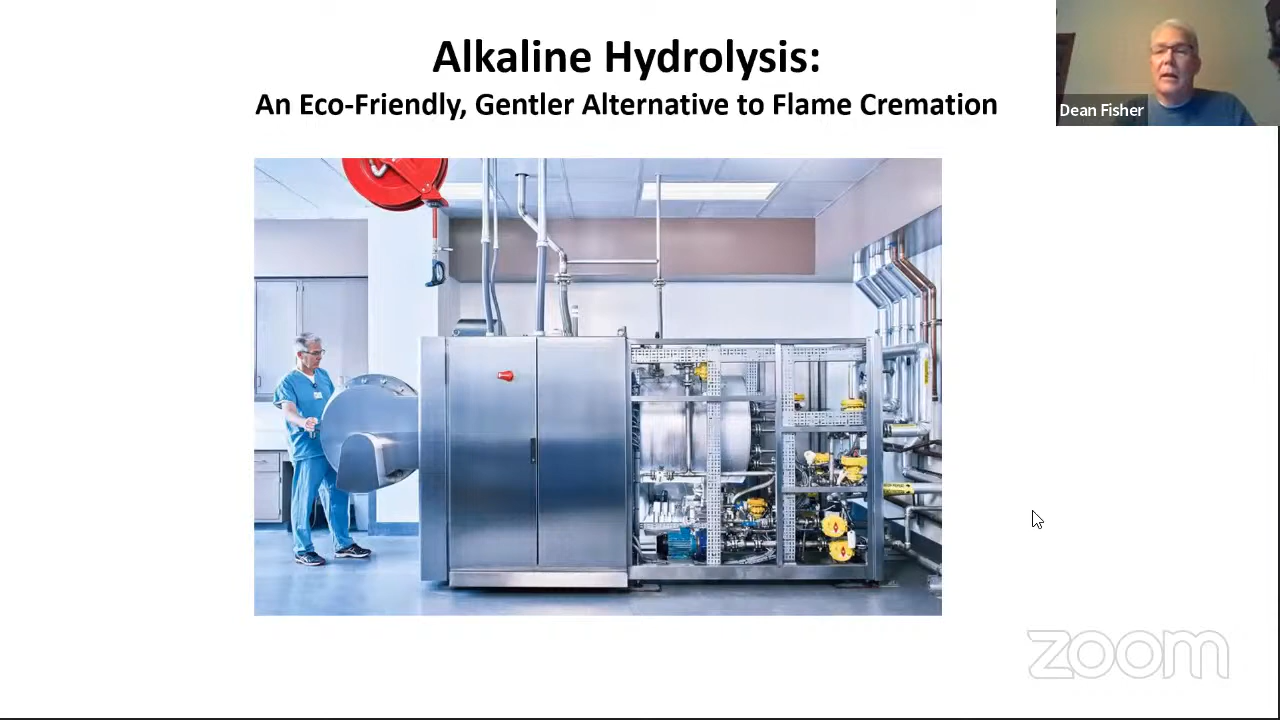 Alkaline Hydrolysis:
An Eco-Friendly, Gentler Alternative to Flame Cremation
Dean Fisher
zoom